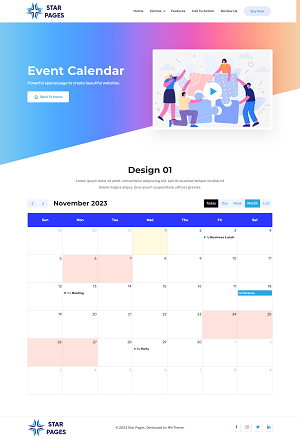 STAR
PAGES
Home
Demos
Features
Call To Action
Review Us
Buy Now
Event Calendar
Powerful special page to create beautiful websites.
Back To Home
Design 01
Lorem ipsum dolor sit amet, consectetur adipiscing elit, sed do eiusmod tempor incididunt ut labore et
dolore magna aliqua. Quis ipsum suspendisse ultrices gravida.
November 2023
Today
Day
Week
Month
List
Sun
Mon
Tue
Wed
Thu
Fri
Sat
29
30
31
1
2
3
4
Business Lunch
5
6
7
8
9
10
11
12
13
14
15
16
17
18
Meeting
Conference
19
20
21
22
23
24
25
26
27
28
29
30
1
2
Party
3
4
5
6
7
8
9
STAR
PAGES
© 2023 Star Pages. Developed by